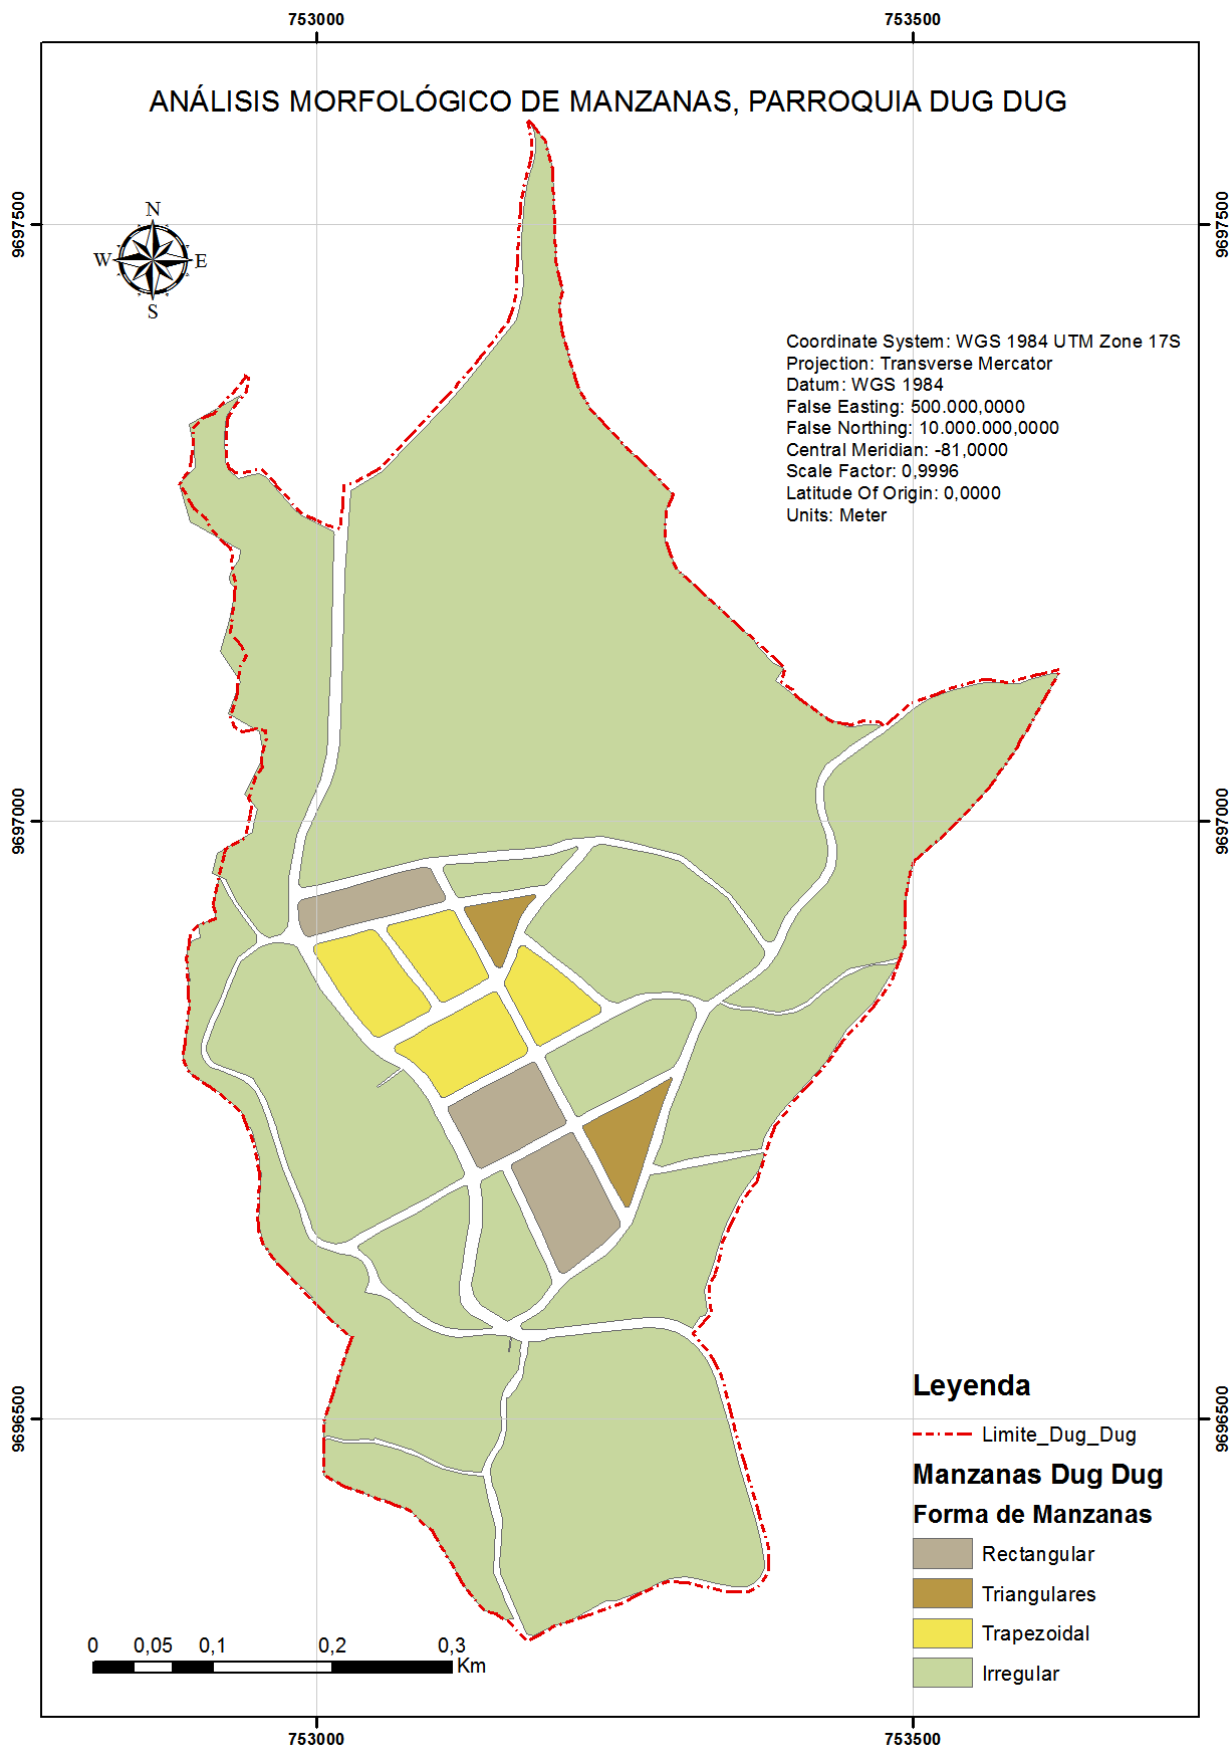 753000
753500
ANÁLISIS MORFOLÓGICO DE MANZANAS, PARROQUIA DUG DUG
9697500
9697500
N
W
E
S
Coordinate System: WGS 1984 UTM Zone 17S
Projection: Transverse Mercator
Datum: WGS 1984
False Easting: 500.000,0000
False Northing: 10.000.000,0000
Central Meridian: -81,0000
Scale Factor: 0,9996
Latitude Of Origin: 0,0000
Units: Meter
9697000
9697000
9696500
9696500
Leyenda
Limite_Dug_Dug
Manzanas Dug Dug
Forma de Manzanas
Rectangular
Triangulares
Trapezoidal
Irregular
0 0,05 0,1 0,2 0,3
Km
753000
753500